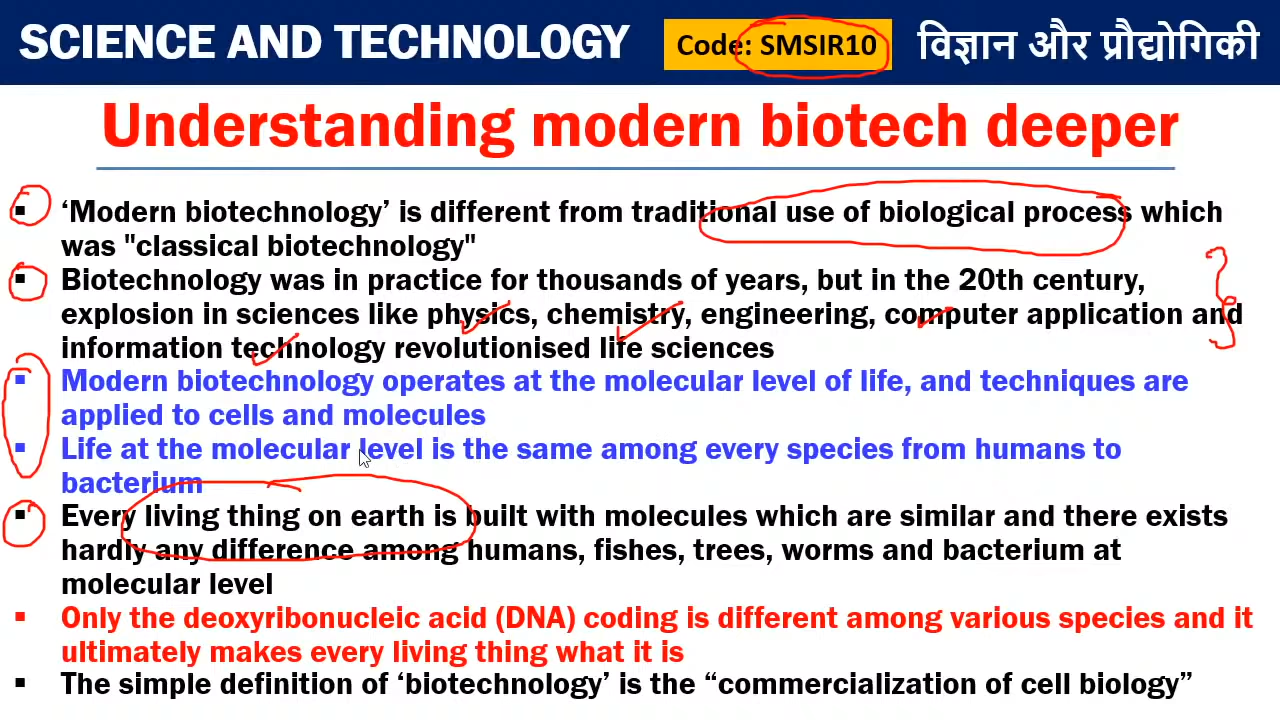 SCIENCE AND TECHNOLOGY
Code: SMSIR10
विज्ञान और प्रौद्योगिकी
Understanding modern biotech deeper
▪ ‘Modern biotechnology’ is different from traditional use of biological process which
was "classical biotechnology"
▪ Biotechnology was in practice for thousands of years, but in the 20th century,
explosion in sciences like physics, chemistry, engineering, computer application and
information technology revolutionised life sciences
▪ Modern biotechnology operates at the molecular level of life, and techniques are
applied to cells and molecules
▪ Life at the molecular level is the same among every species from humans to
bacterium
▪ Every living thing on earth is built with molecules which are similar and there exists
hardly any difference among humans, fishes, trees, worms and bacterium at
molecular level
▪ Only the deoxyribonucleic acid (DNA) coding is different among various species and it
ultimately makes every living thing what it is
▪ The simple definition of ‘biotechnology’ is the “commercialization of cell biology”